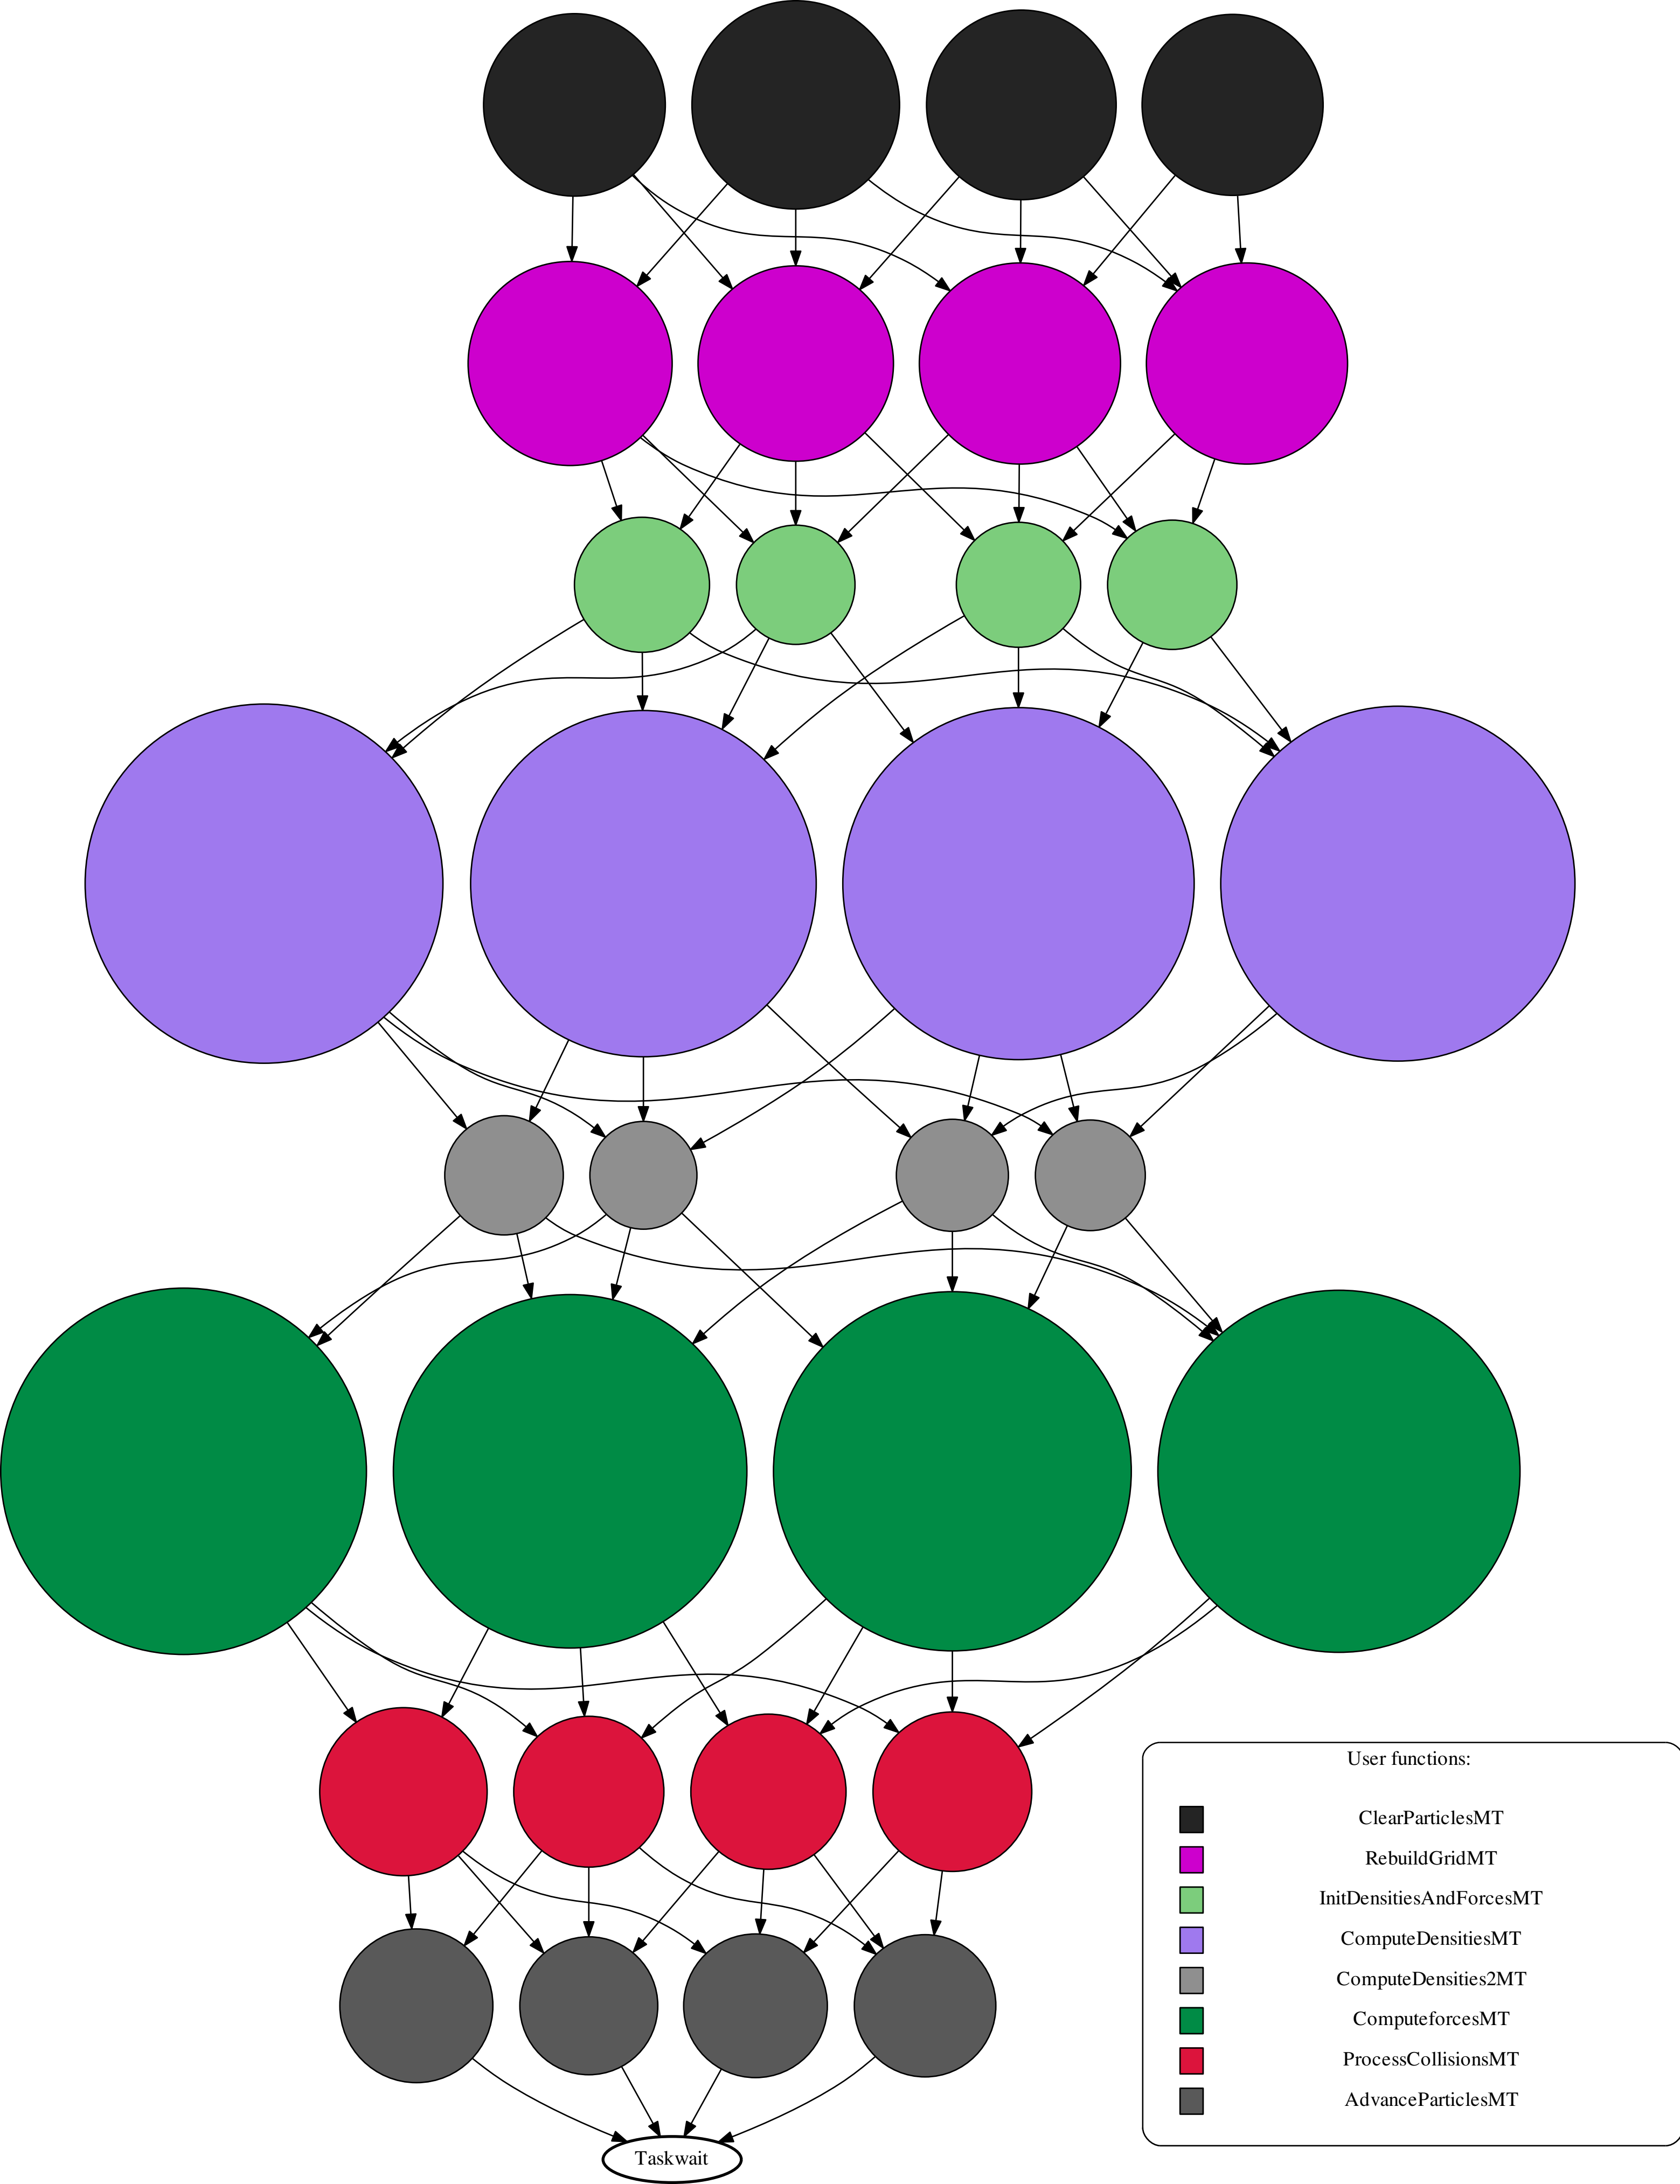 User functions:
ClearParticlesMT
RebuildGridMT
InitDensitiesAndForcesMT
ComputeDensitiesMT
ComputeDensities2MT
ComputeforcesMT
ProcessCollisionsMT
AdvanceParticlesMT
Taskwait